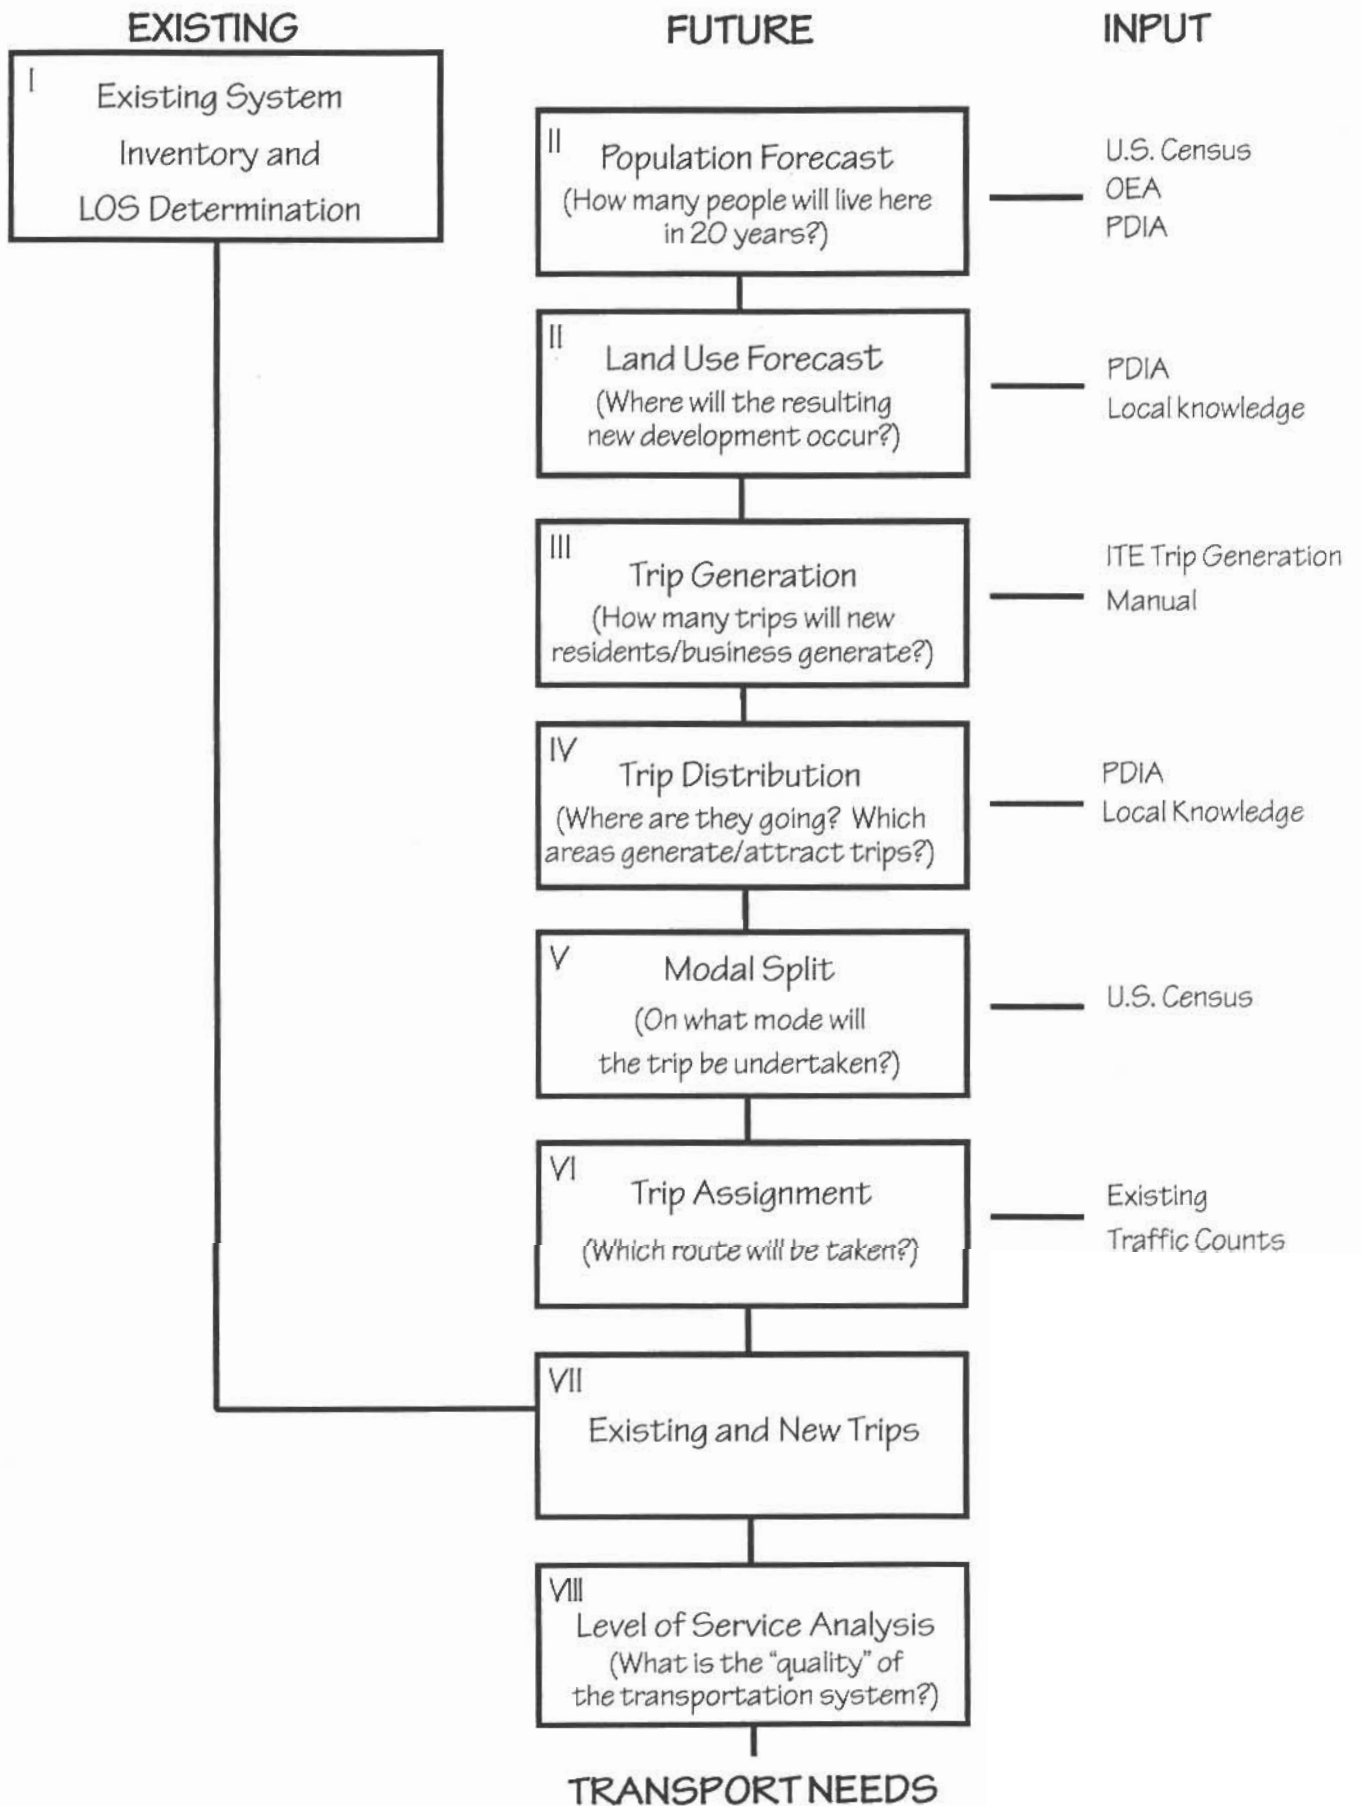 EXISTING
FUTURE
INPUT
I
Existing System
Inventory and
LOS Determination
II
Population Forecast
(How many people will live here
in 20 years?)
U.S. Census
OEA
PDIA
II
Land Use Forecast
(Where will the resulting
new development occur?)
PDIA
Local knowledge
III
Trip Generation
(How many trips will new
residents/business generate?)
ITE Trip Generation
Manual
IV
Trip Distribution
(Where are they going? Which
areas generate/attract trips?)
PDIA
Local Knowledge
V
Modal Split
(On what mode will
the trip be undertaken?)
U.S. Census
VI
Trip Assignment
(Which route will be taken?)
Existing
Traffic Counts
VII
Existing and New Trips
VIII
Level of Service Analysis
(What is the "quality" of
the transportation system?)
TRANSPORT NEEDS